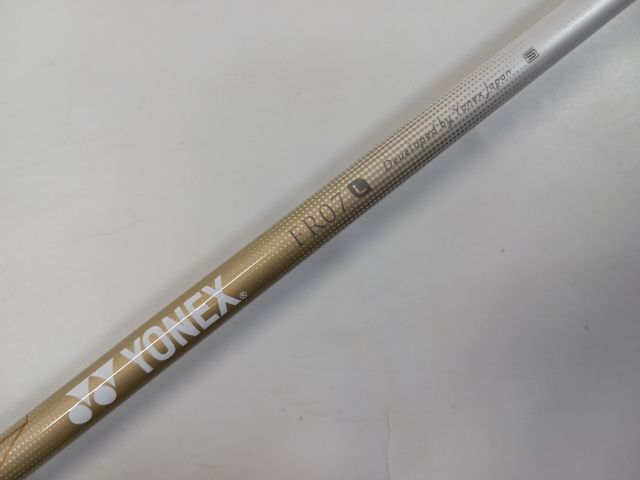 YONEX®
FR07 L
Developed by Yonex Japan...